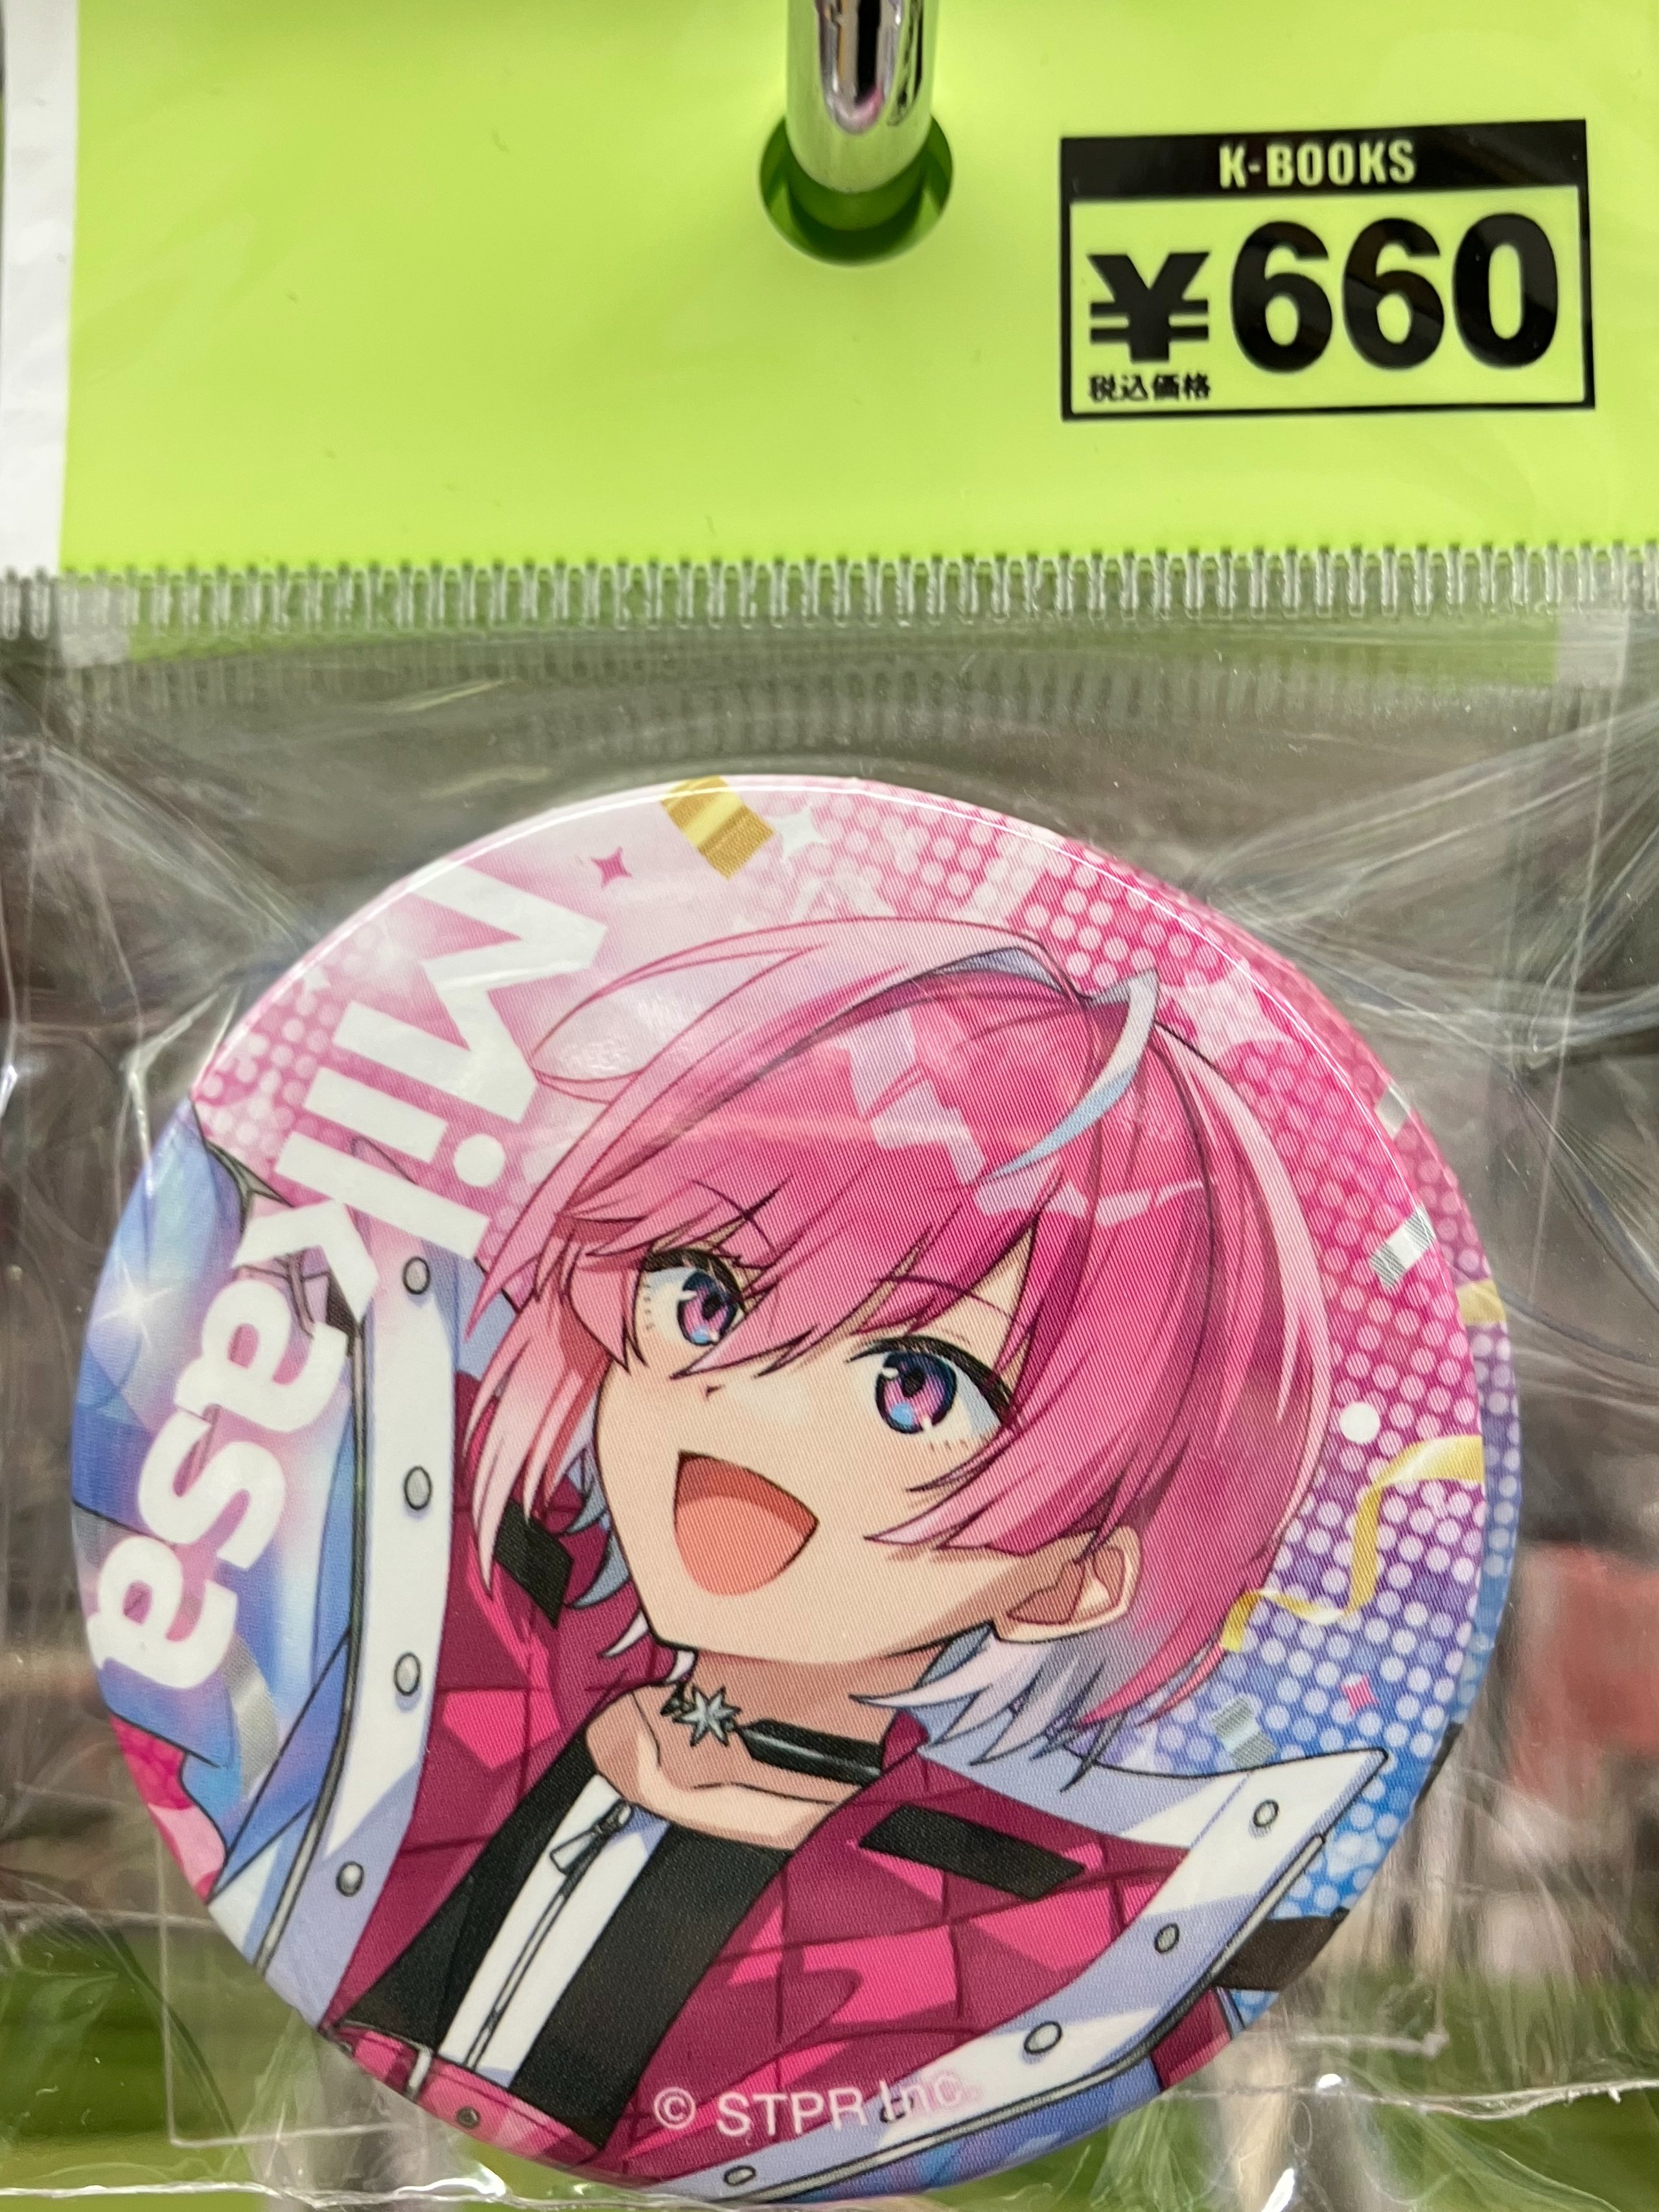 K-BOOKS
¥660
税込価格
Mikasa
© STPR Inc.